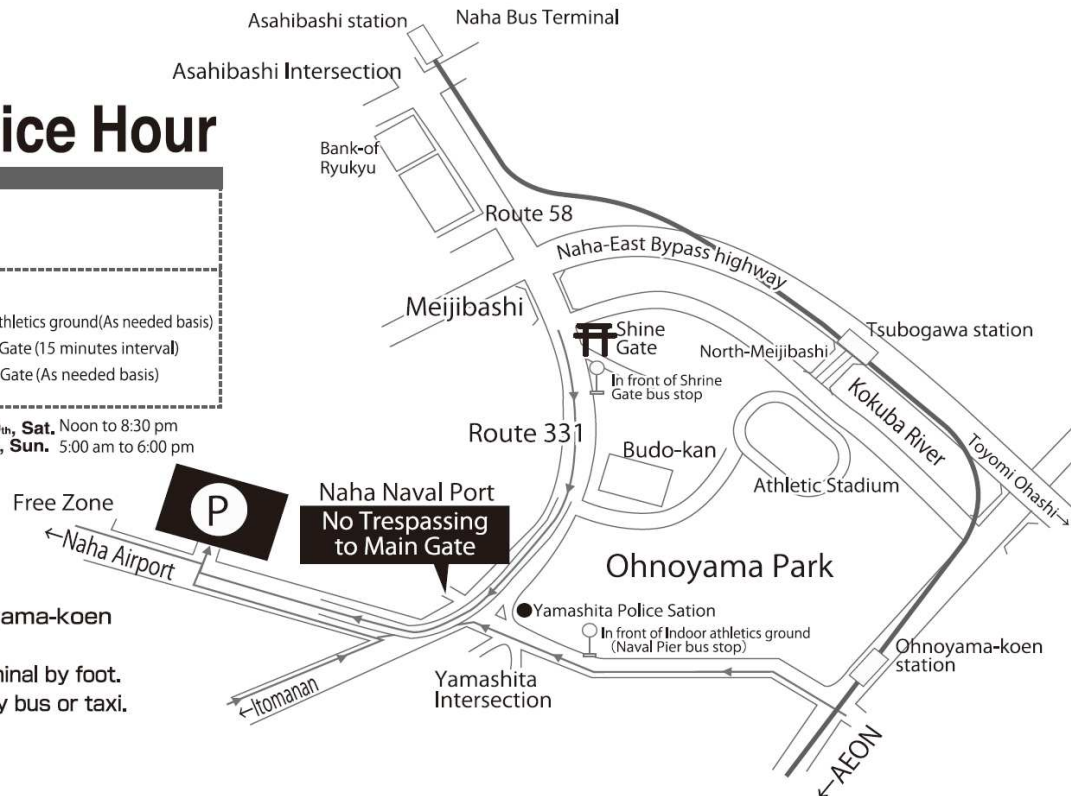 Asahibashi station
Naha Bus Terminal
Asahibashi Intersection
ice Hour
Bank-of
Ryukyu
Route 58
Naha-East Bypass highway
thletics ground(As needed basis)
Gate (15 minutes interval)
Gate (As needed basis)
th, Sat. Noon to 8:30 pm
, Sun. 5:00 am to 6:00 pm
Meijibashi
Shine
Gate
In front of Shrine
Gate bus stop
North-Meijibashi
Tsubogawa station
Kokuba River
Toyomi Ohashi→
Route 331
Budo-kan
Athletic Stadium
Free Zone
P
Naha Naval Port
No Trespassing
to Main Gate
←Naha Airport
Ohnoyama Park
Yamashita Police Sation
In front of Indoor athletics ground
(Naval Pier bus stop)
Ohnoyama-koen
station
ama-koen
minal by foot.
y bus or taxi.
Yamashita
Intersection
←Itomanan
←AEON